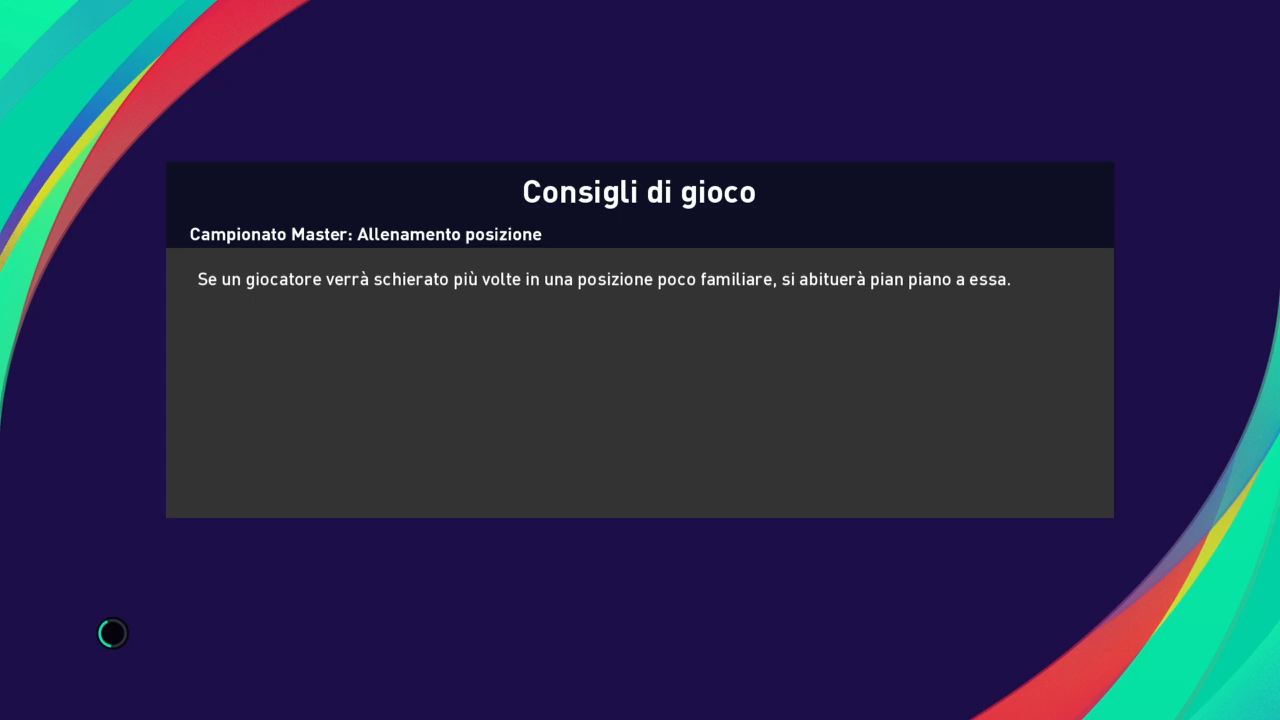 Consigli di gioco
Campionato Master: Allenamento posizione
Se un giocatore verrà schierato più volte in una posizione poco familiare, si abituerà pian piano a essa.